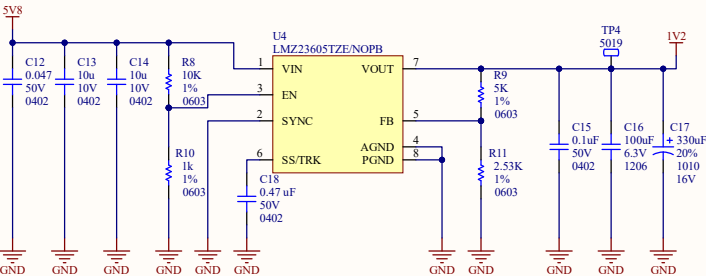 5V8
C12
0.047
50V
0402
C13
10u
10V
0402
C14
10u
10V
0402
R8
10K
1%
0603
R10
1k
1%
0603
U4
LMZ23605TZE/NOPB
1 VIN VOUT 7
3 EN
2 SYNC FB 5
AGND 4
6 SS/TRK PGND 8
C18
0.47 uF
50V
0402
R9
5K
1%
0603
R11
2.53K
1%
0603
TP4
5019
1V2
C15
0.1uF
50V
0402
C16
100uF
6.3V
1206
C17
+ 330uF
20%
1010
16V
GND GND GND GND GND GND GND GND GND GND GND